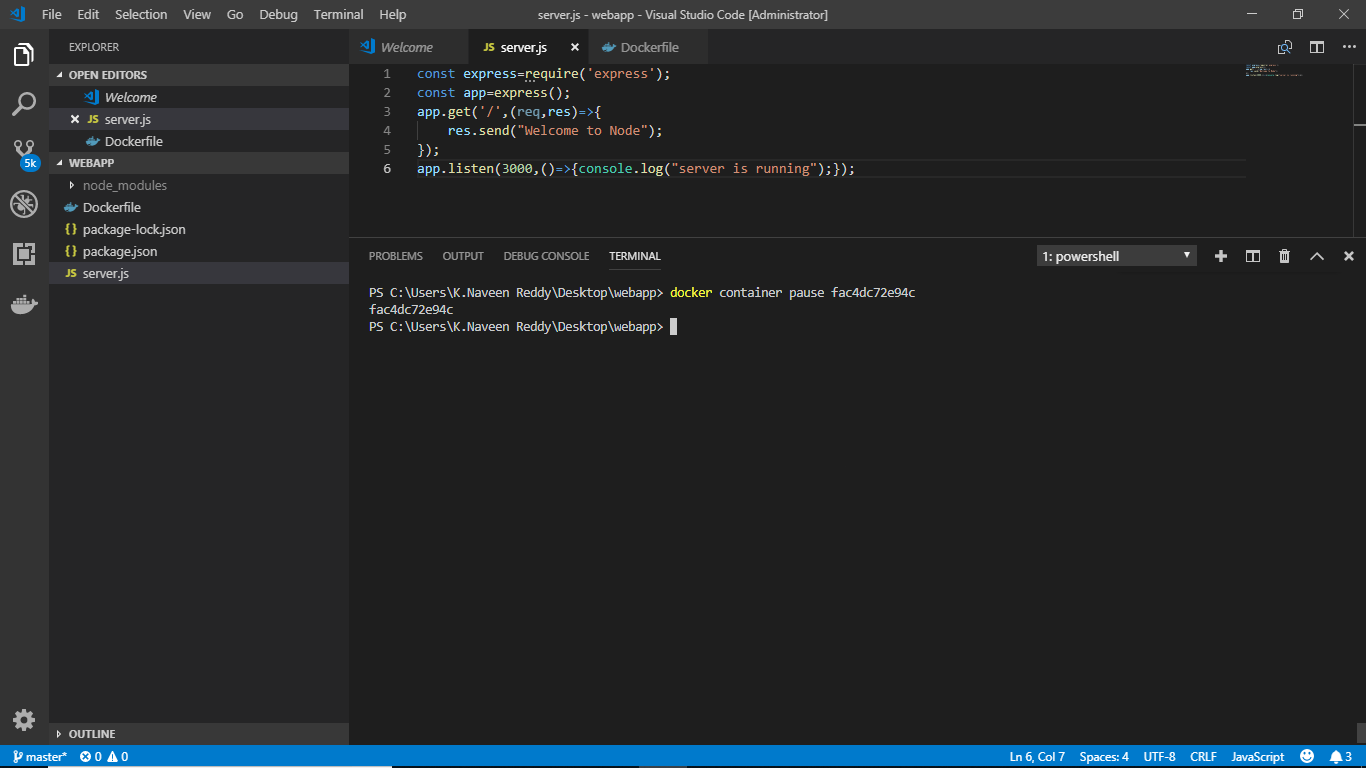 File Edit Selection View Go Debug Terminal Help
server.js - webapp - Visual Studio Code [Administrator]
EXPLORER
OPEN EDITORS
Welcome
JS server.js
Dockerfile
5k
WEBAPP
node_modules
Dockerfile
{} package-lock.json
{} package.json
JS server.js
OUTLINE
Welcome
JS server.js
Dockerfile
1 const express=require('express');
2 const app=express();
3 app.get('/',(req,res)=>{
4 res.send("Welcome to Node");
5 });
6 app.listen(3000,()=>{console.log("server is running");});
PROBLEMS OUTPUT DEBUG CONSOLE TERMINAL
1: powershell
PS C:\Users\K.Naveen Reddy\Desktop\webapp> docker container pause fac4dc72e94c
fac4dc72e94c
PS C:\Users\K.Naveen Reddy\Desktop\webapp>
master* 0 0
Ln 6, Col 7 Spaces: 4 UTF-8 CRLF JavaScript 3